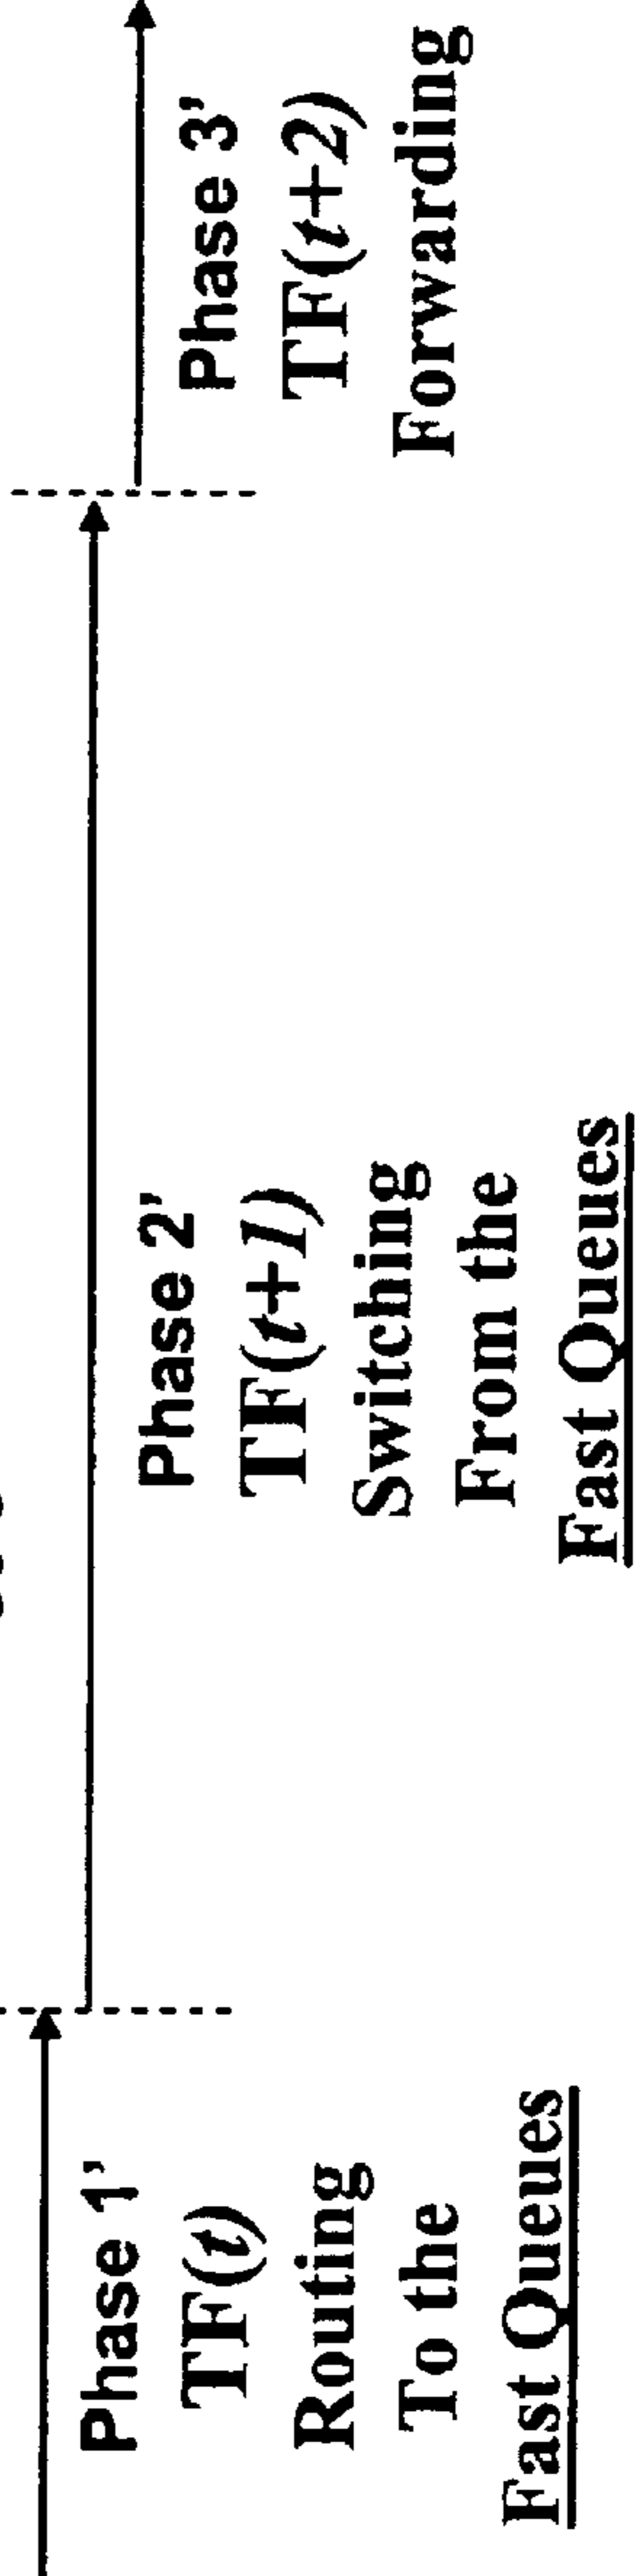 Phase 1'
TF(t)
Routing
To the
Fast Queues
Phase 2'
TF(t+1)
Switching
From the
Fast Queues
Phase 3'
TF(t+2)
Forwarding